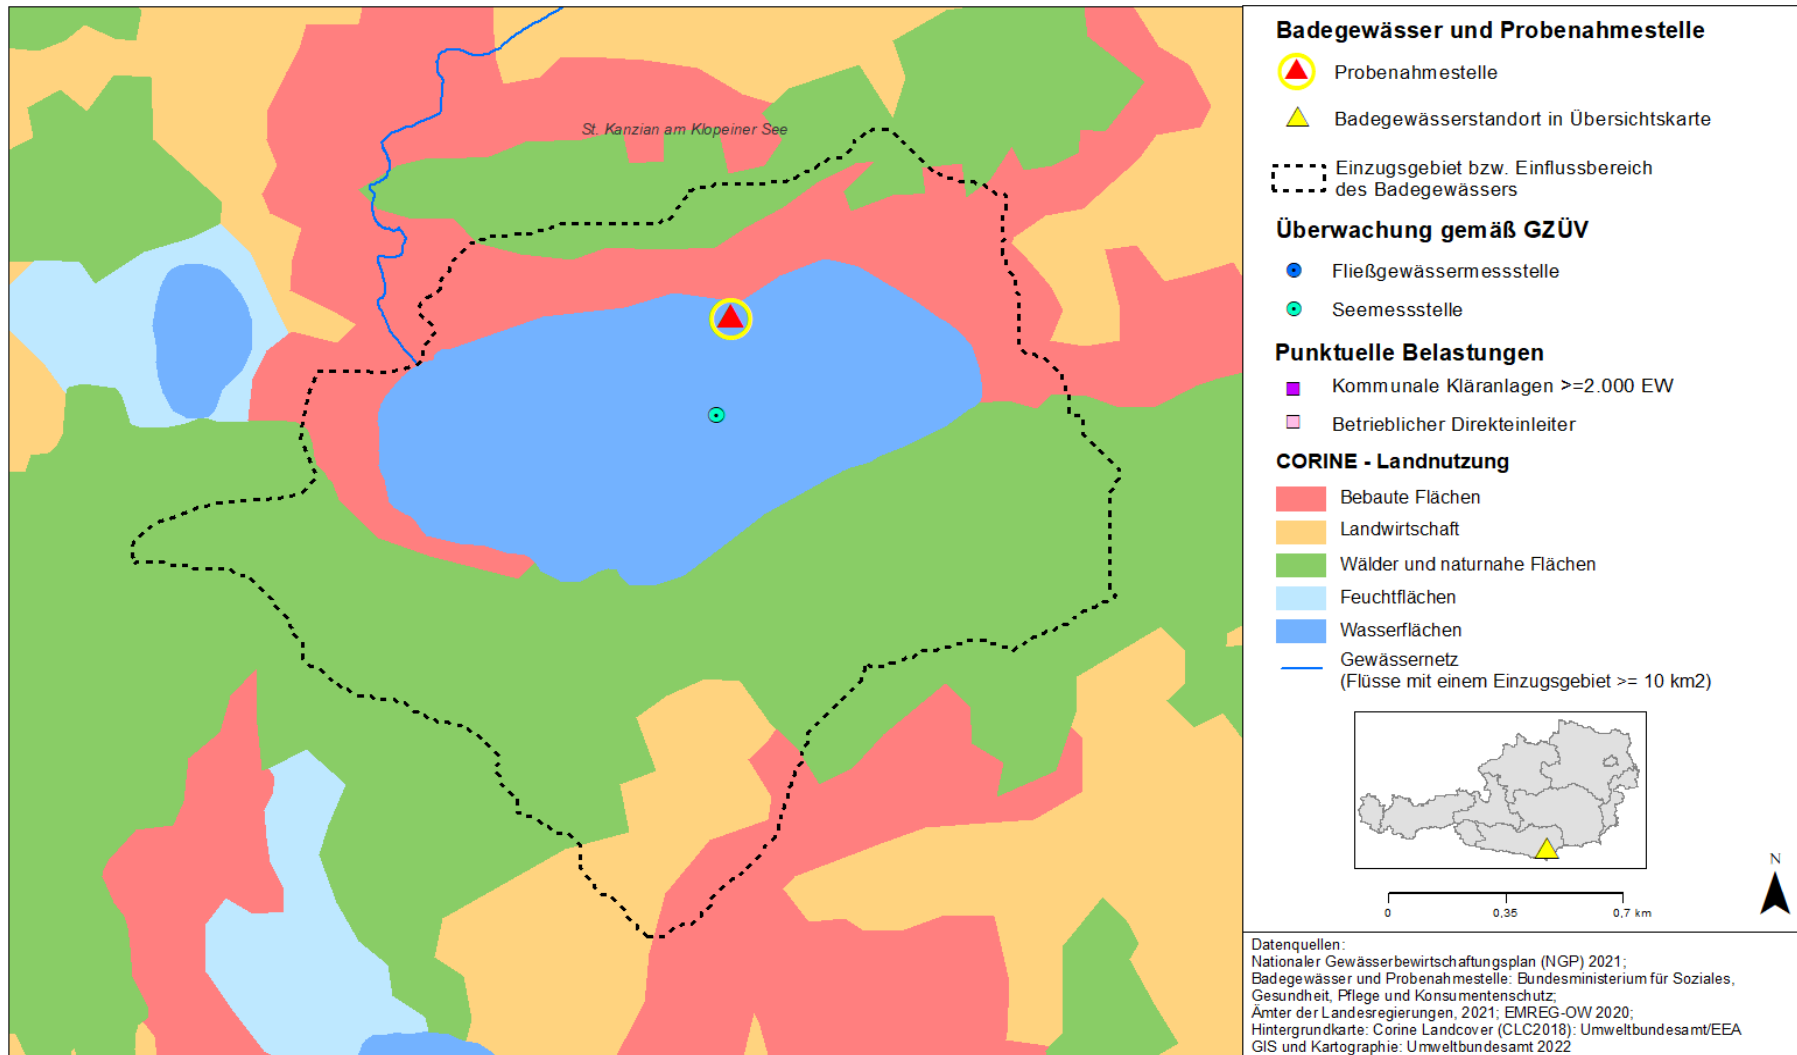 St. Kanzian am Klopeiner See
Badegewässer und Probenahmestelle
Probenahmestelle
Badegewässerstandort in Übersichtskarte
Einzugsgebiet bzw. Einflussbereich
des Badegewässers
Überwachung gemäß GZÜV
Fließgewässermessstelle
Seemessstelle
Punktuelle Belastungen
Kommunale Kläranlagen >=2.000 EW
Betrieblicher Direkteinleiter
CORINE - Landnutzung
Bebaute Flächen
Landwirtschaft
Wälder und naturnahe Flächen
Feuchtflächen
Wasserflächen
Gewässernetz
(Flüsse mit einem Einzugsgebiet >= 10 km2)
N
0 0,35 0,7 km
Datenquellen:
Nationaler Gewässerbewirtschaftungsplan (NGP) 2021;
Badegewässer und Probenahmestelle: Bundesministerium für Soziales,
Gesundheit, Pflege und Konsumentenschutz;
Ämter der Landesregierungen, 2021; EMREG-OW 2020;
Hintergrundkarte: Corine Landcover (CLC2018): Umweltbundesamt/EEA
GIS und Kartographie: Umweltbundesamt 2022